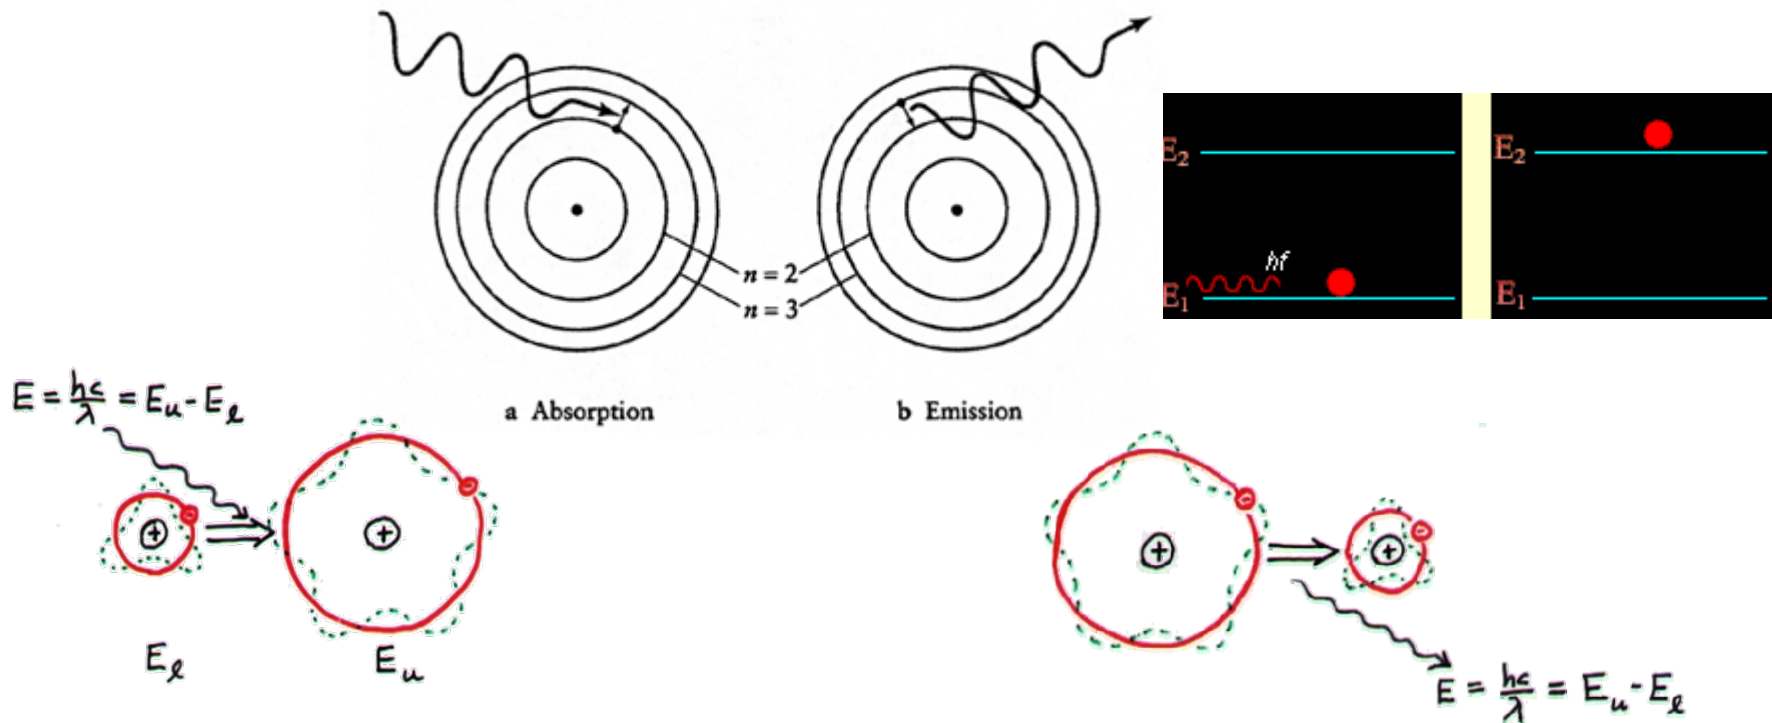 n = 2
n = 3
a Absorption
b Emission
E₂
hf
E₁
E₂
E₁
E = hc/λ = Eᵤ - Eℓ
+
-
+
-
Eℓ
Eᵤ
+
-
+
-
E = hc/λ = Eᵤ - Eℓ